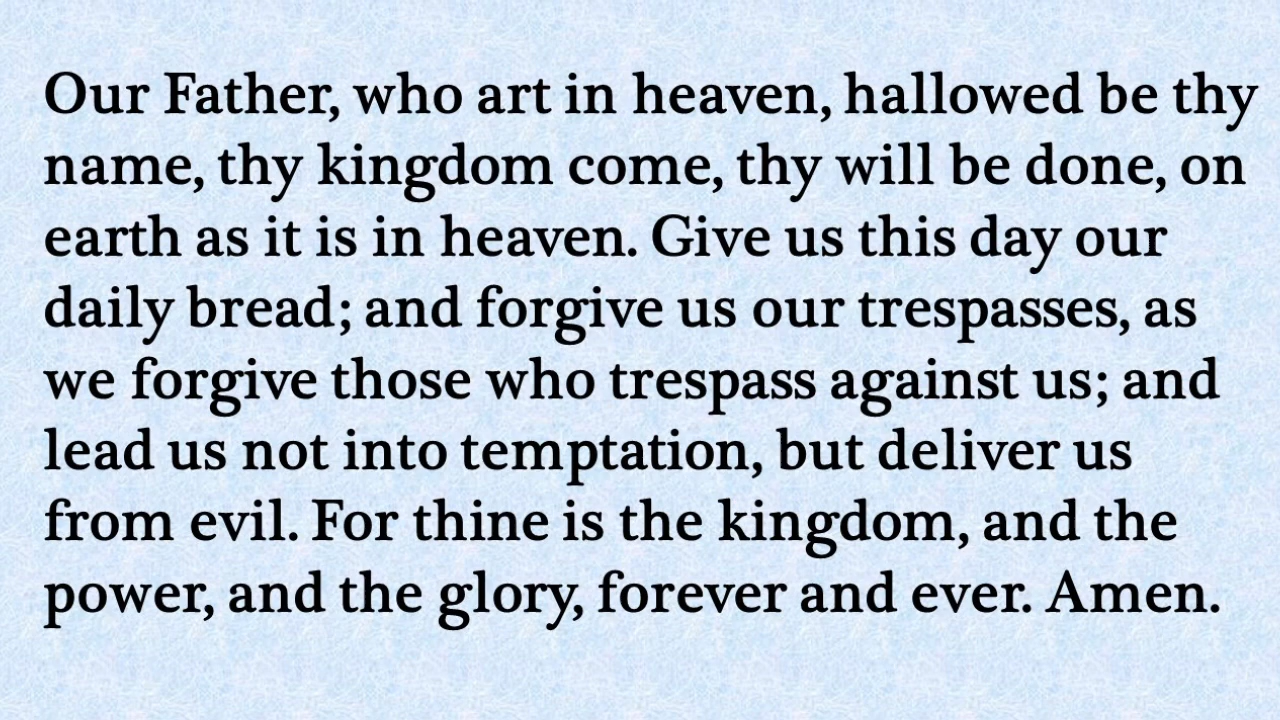 Our Father, who art in heaven, hallowed be thy
name, thy kingdom come, thy will be done, on
earth as it is in heaven. Give us this day our
daily bread; and forgive us our trespasses, as
we forgive those who trespass against us; and
lead us not into temptation, but deliver us
from evil. For thine is the kingdom, and the
power, and the glory, forever and ever. Amen.